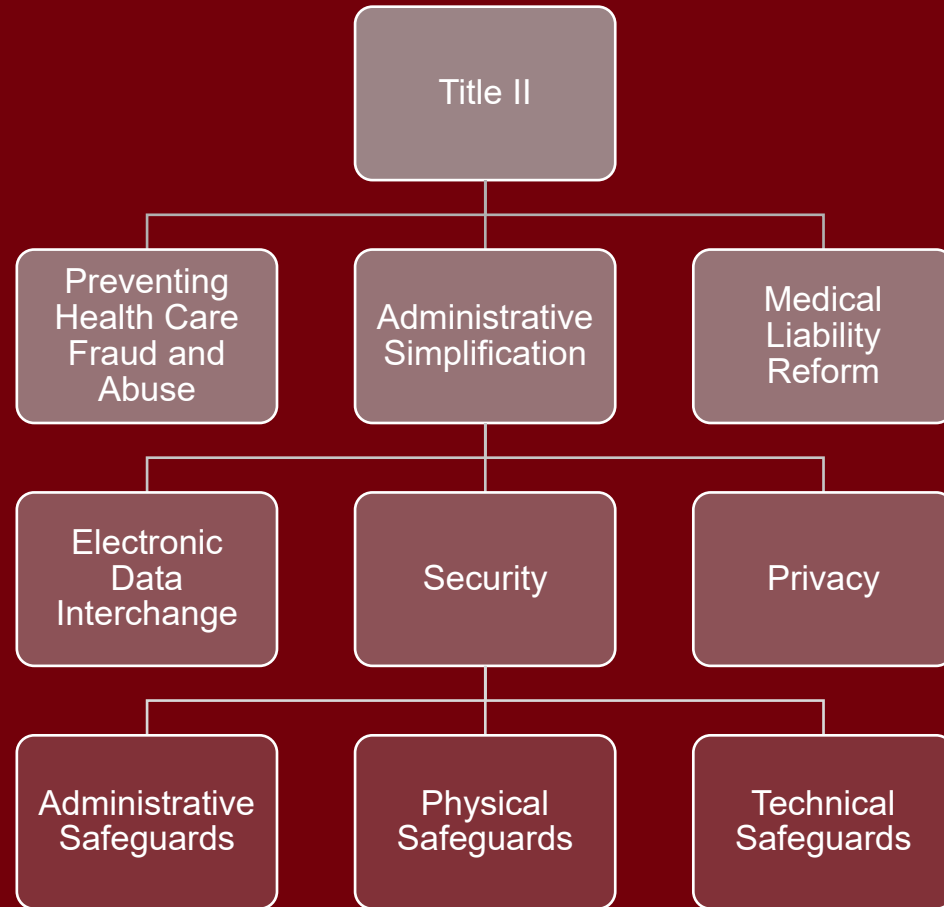 Title II
Preventing
Health Care
Fraud and
Abuse
Administrative
Simplification
Medical
Liability
Reform
Electronic
Data
Interchange
Security
Privacy
Administrative
Safeguards
Physical
Safeguards
Technical
Safeguards